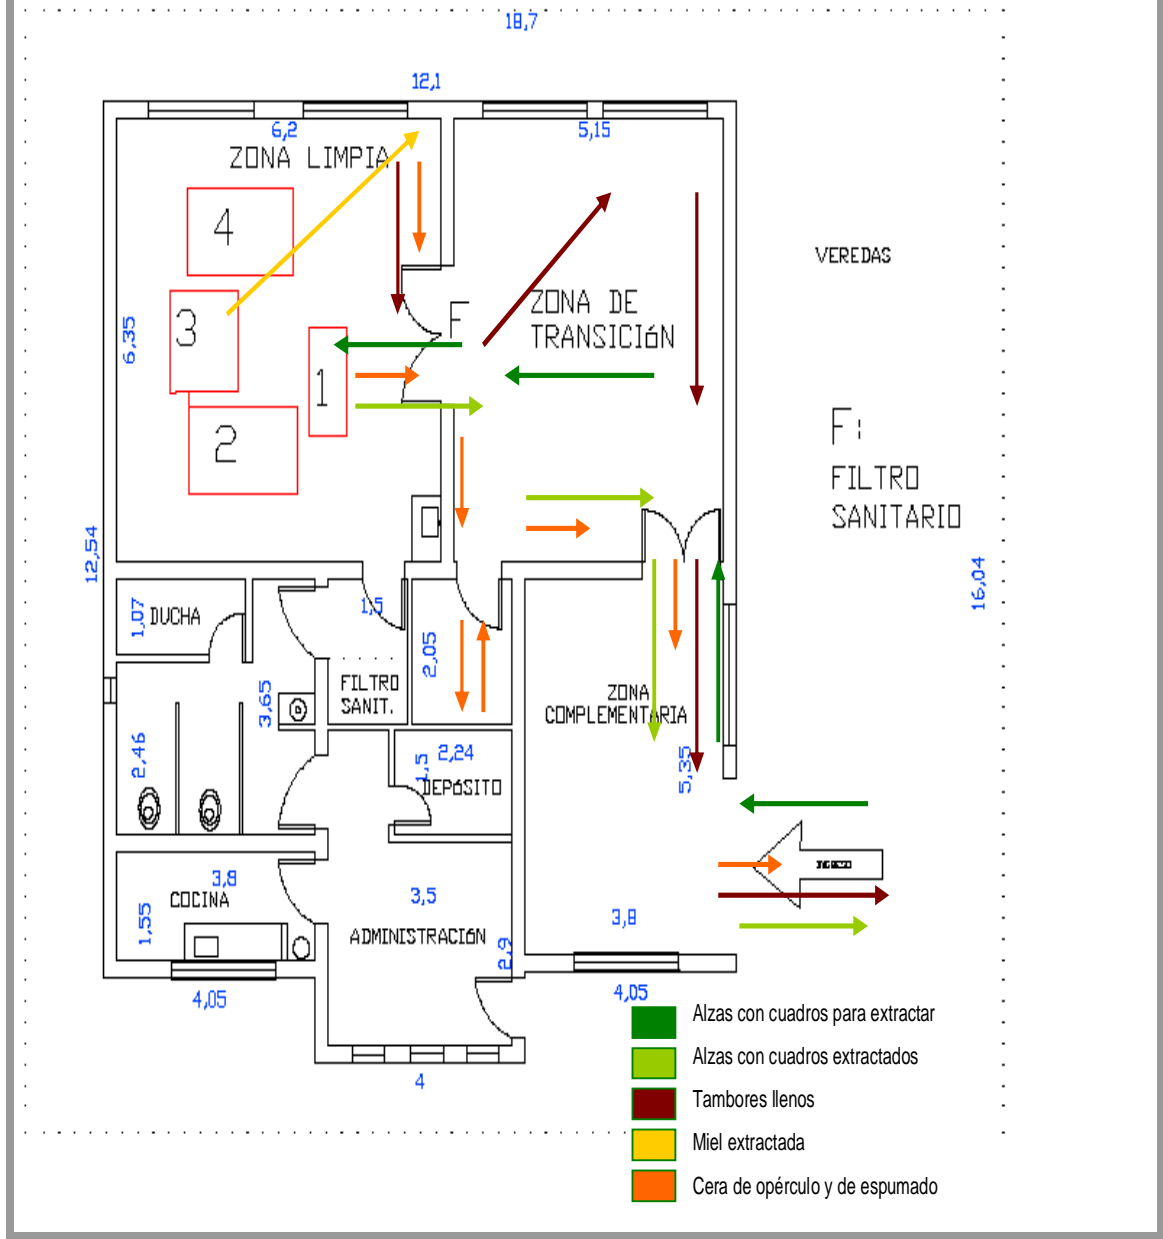 18,7
12,1
6,2
5,15
ZONA LIMPIA
4
3
1
2
6,35
F
ZONA DE
TRANSICIóN
VEREDAS
F:
FILTRO
SANITARIO
12,54
16,04
1,07
DUCHA
1,5
2,05
FILTRO
SANIT.
3,65
ZONA
COMPLEMENTARIA
5,35
2,46
2,24
1,5
DEPóSITO
INGRESO
3,8
COCINA
1,55
3,5
ADMINISTRACIóN
2,9
3,8
4,05
4,05
4
Alzas con cuadros para extractar
Alzas con cuadros extractados
Tambores llenos
Miel extractada
Cera de opérculo y de espumado